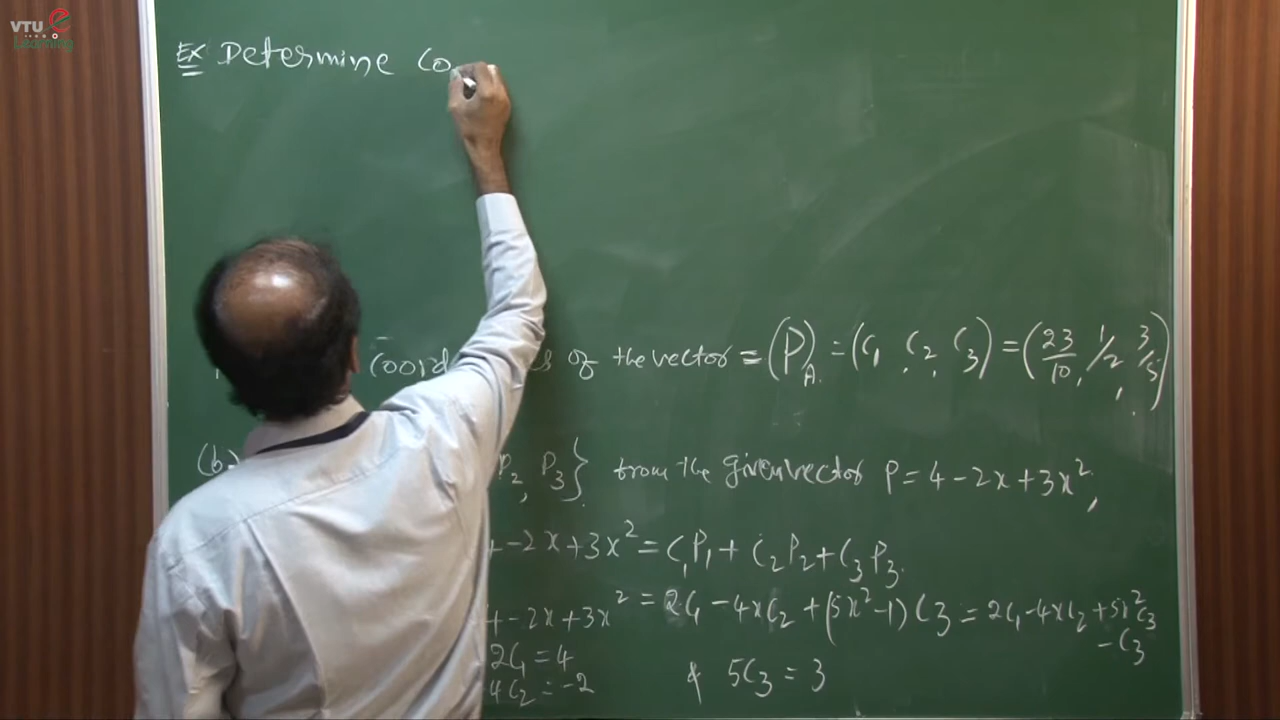 VTU e
Learning
Ex Determine Co
of the vector = (P)A = (C1, C2, C3) = (23/10, 1/2, 3/5)
(b) P2, P3} from the given vector P = 4 - 2x + 3x²,
- 2x + 3x² = C1P1 + C2P2 + C3P3.
- 2x + 3x² = 2C1 - 4xC2 + (5x² - 1) C3 = 2C1 - 4xC2 + 5x²C3
- C3
2C1 = 4
4C2 = -2 & 5C3 = 3